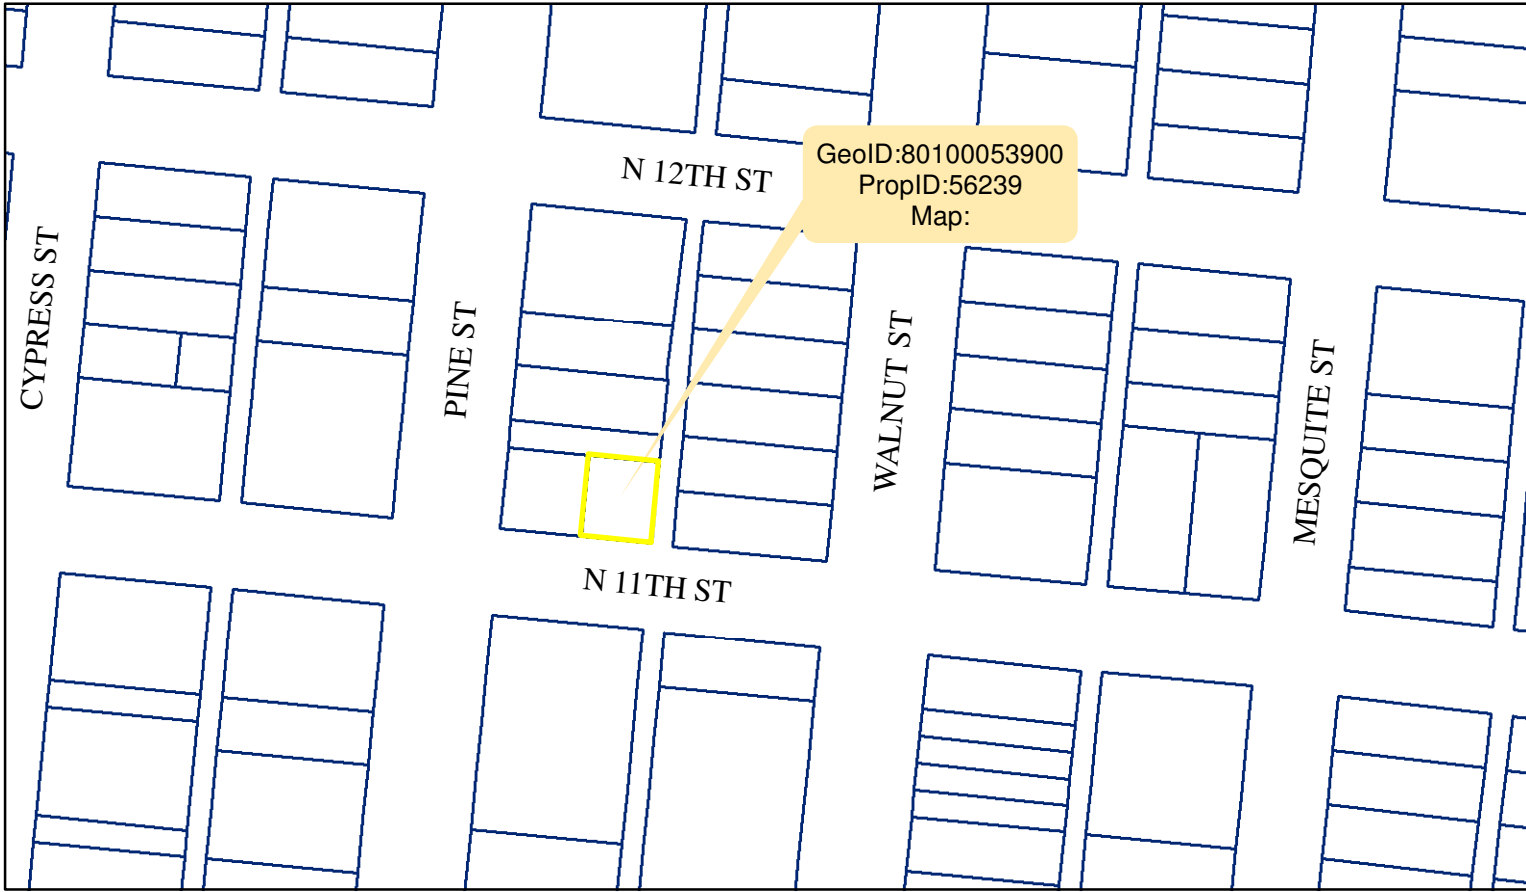 N 12TH ST
GeoID:80100053900
PropID:56239
Map:
CYPRESS ST
PINE ST
WALNUT ST
MESQUITE ST
N 11TH ST